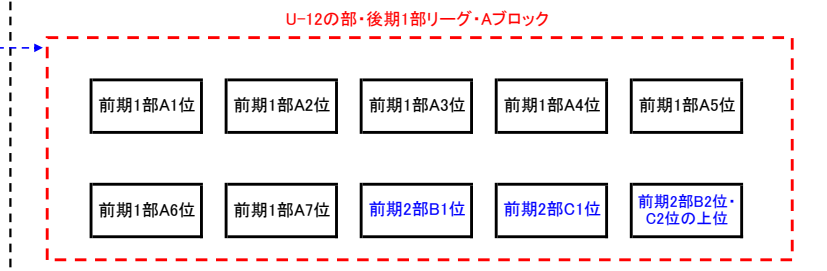 U-12の部・後期1部リーグ・Aブロック
前期1部A1位
前期1部A2位
前期1部A3位
前期1部A4位
前期1部A5位
前期1部A6位
前期1部A7位
前期2部B1位
前期2部C1位
前期2部B2位・
C2位の上位